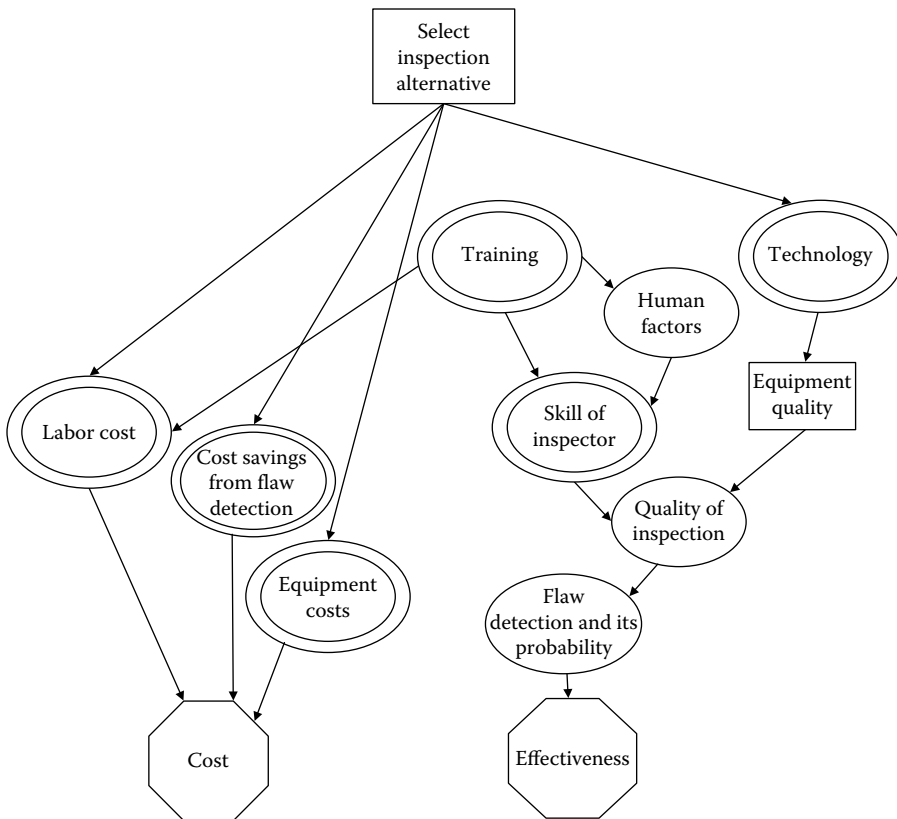 Select
inspection
alternative
Training
Technology
Human
factors
Equipment
quality
Labor cost
Skill of
inspector
Cost savings
from flaw
detection
Quality of
inspection
Equipment
costs
Flaw
detection and its
probability
Cost
Effectiveness